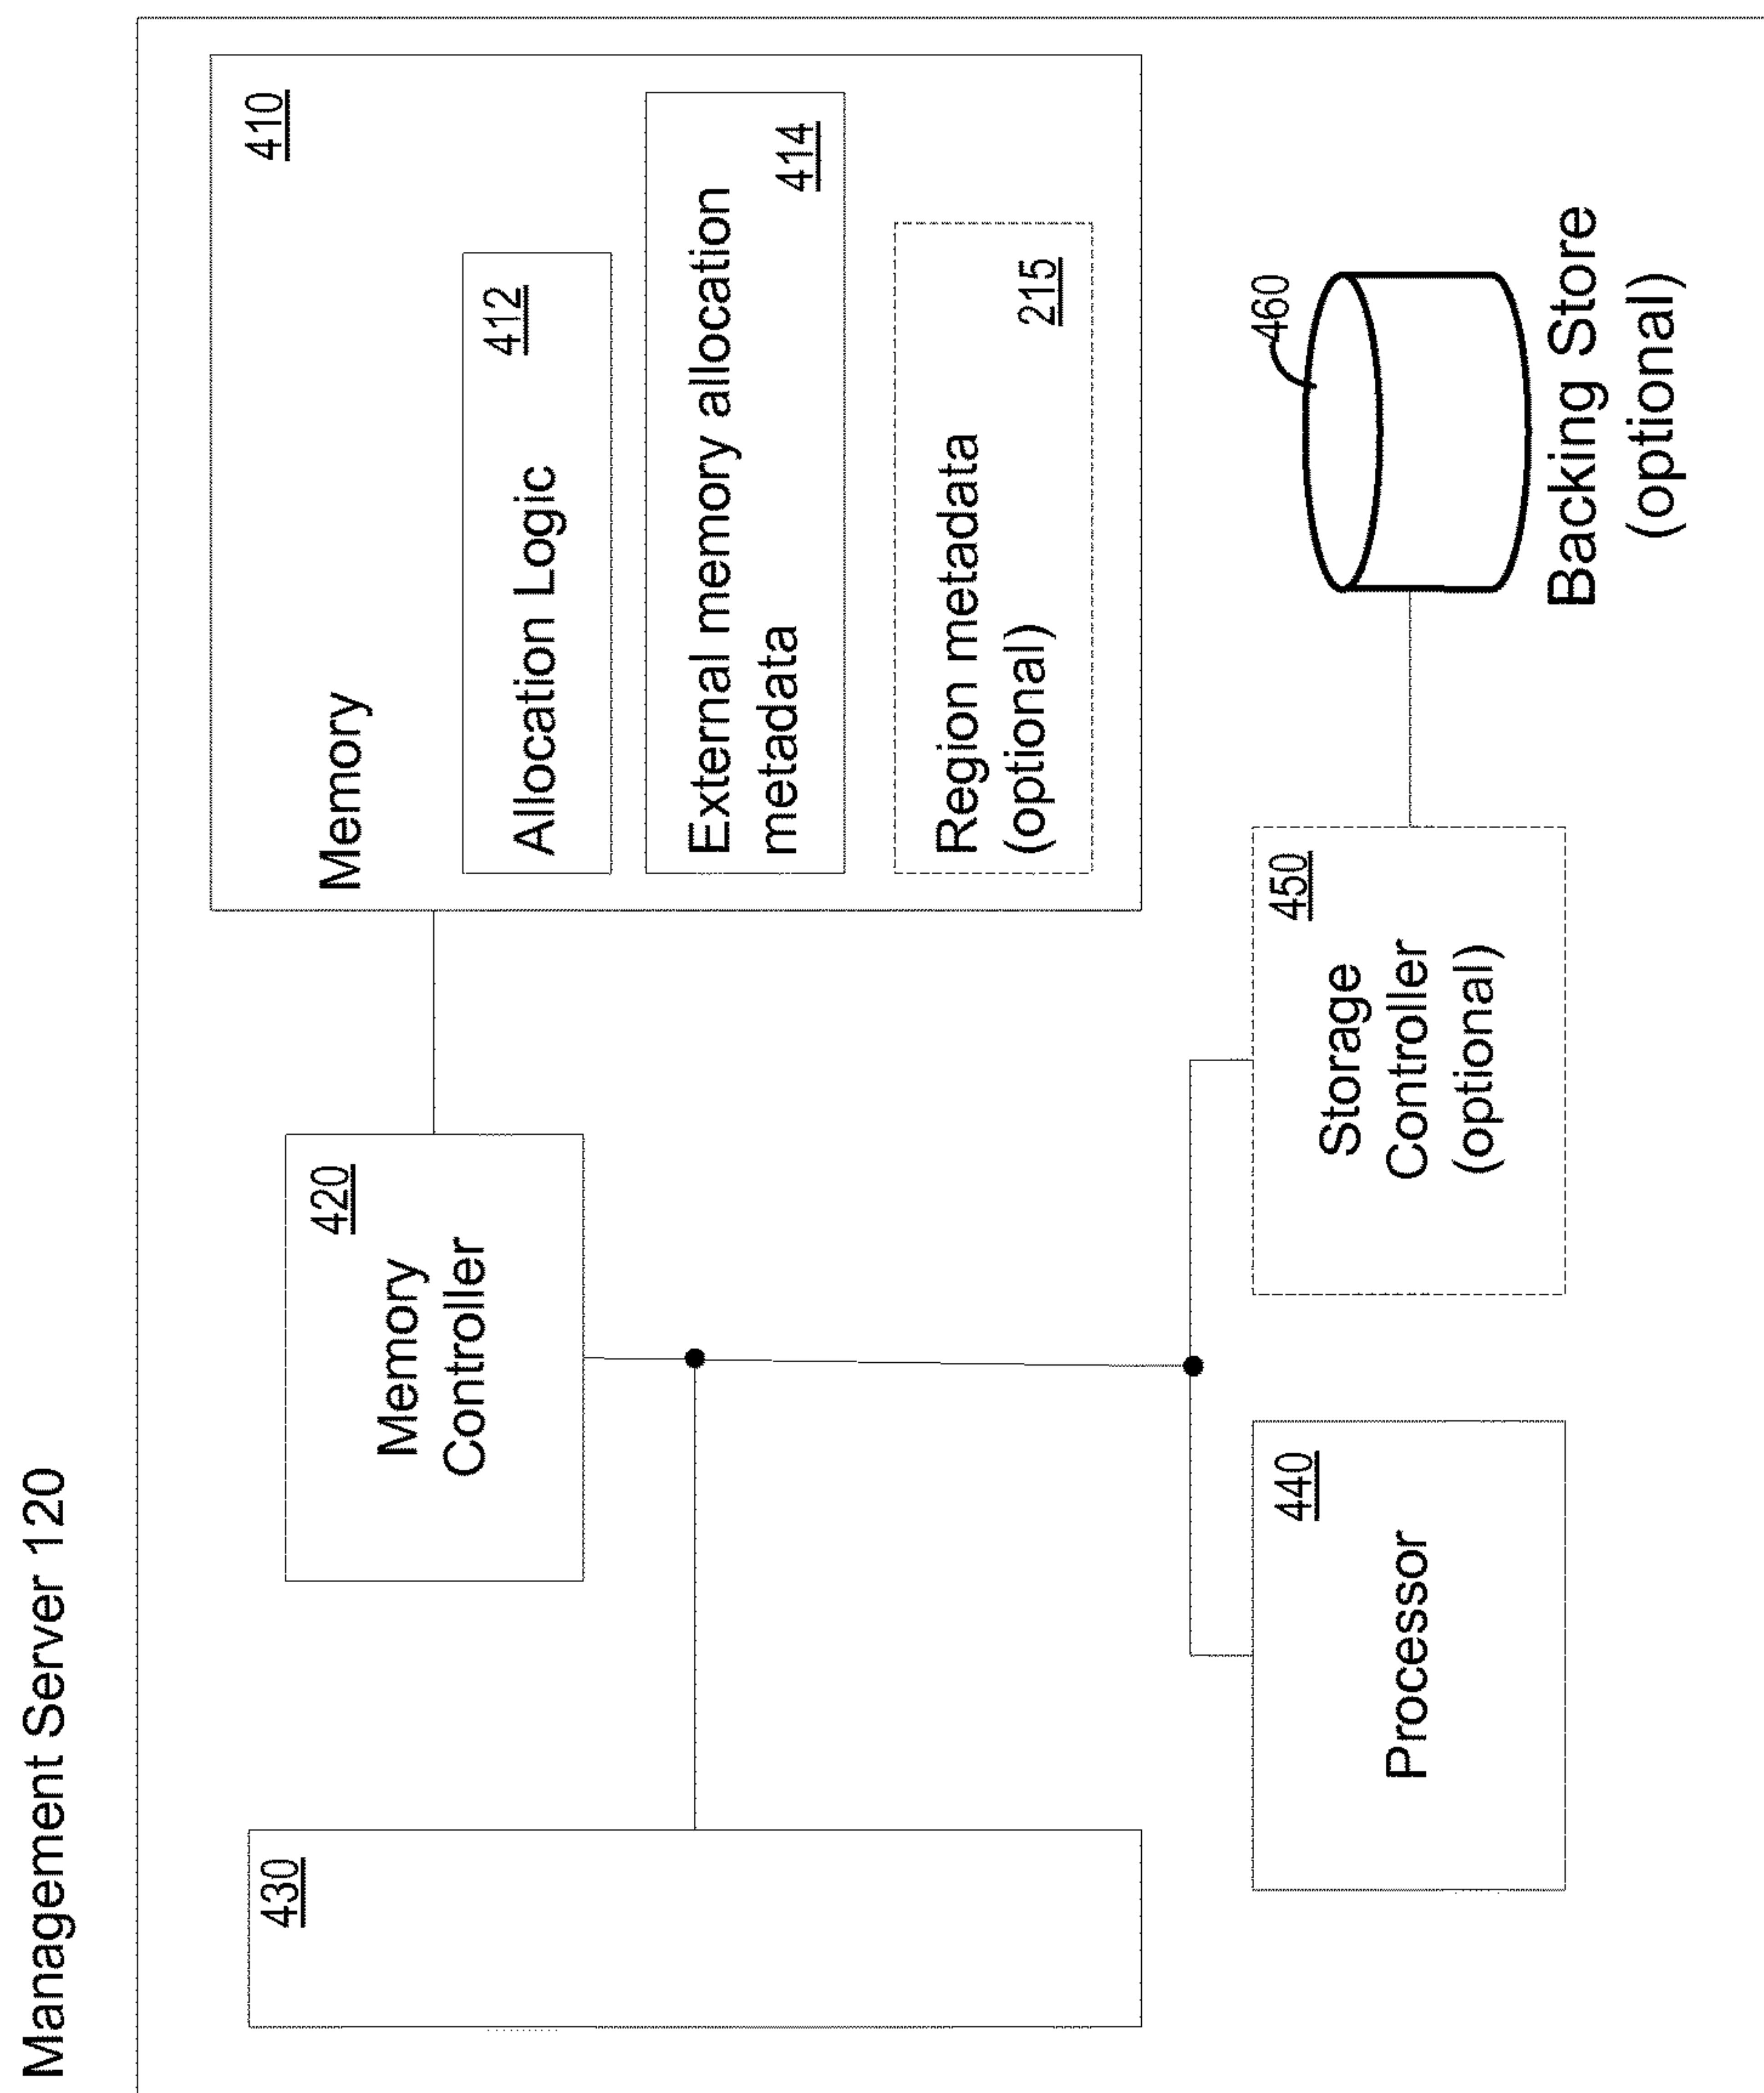 Management Server 120
430
420
Memory
Controller
410
Memory
412
Allocation Logic
414
External memory allocation
metadata
215
Region metadata
(optional)
440
Processor
450
Storage
Controller
(optional)
460
Backing Store
(optional)